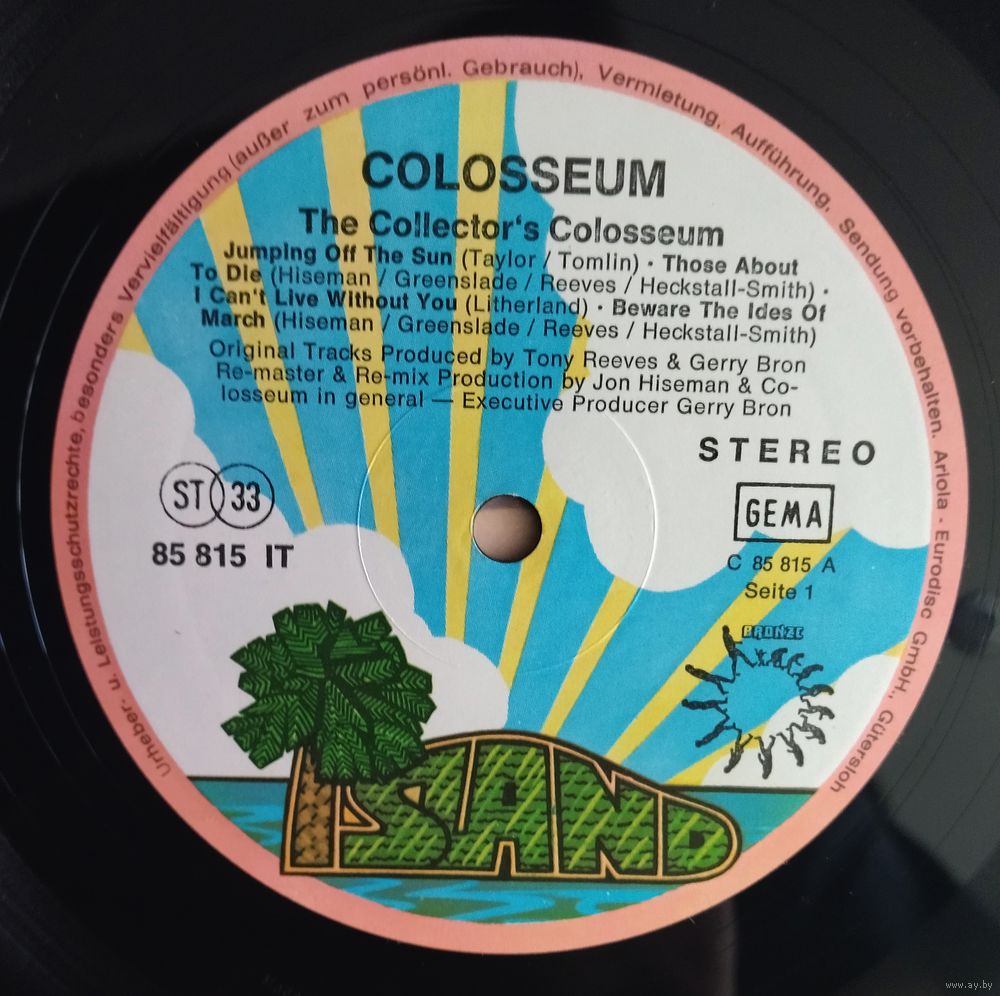 Urheber- u. Leistungsschutzrechte, besonders Vervielfältigung (außer zum persönl. Gebrauch), Vermietung, Aufführung, Sendung vorbehalten. Ariola - Eurodisc GmbH., Gütersloh
COLOSSEUM
The Collector's Colosseum
Jumping Off The Sun (Taylor / Tomlin) · Those About
To Die (Hiseman / Greenslade / Reeves / Heckstall-Smith) ·
I Can't Live Without You (Litherland) · Beware The Ides Of
March (Hiseman / Greenslade / Reeves / Heckstall-Smith)
Original Tracks Produced by Tony Reeves & Gerry Bron
Re-master & Re-mix Production by Jon Hiseman & Co-
losseum in general — Executive Producer Gerry Bron
STEREO
ST 33
85 815 IT
GEMA
C 85 815 A
Seite 1
BRONZE
ISLAND
www.ay.by